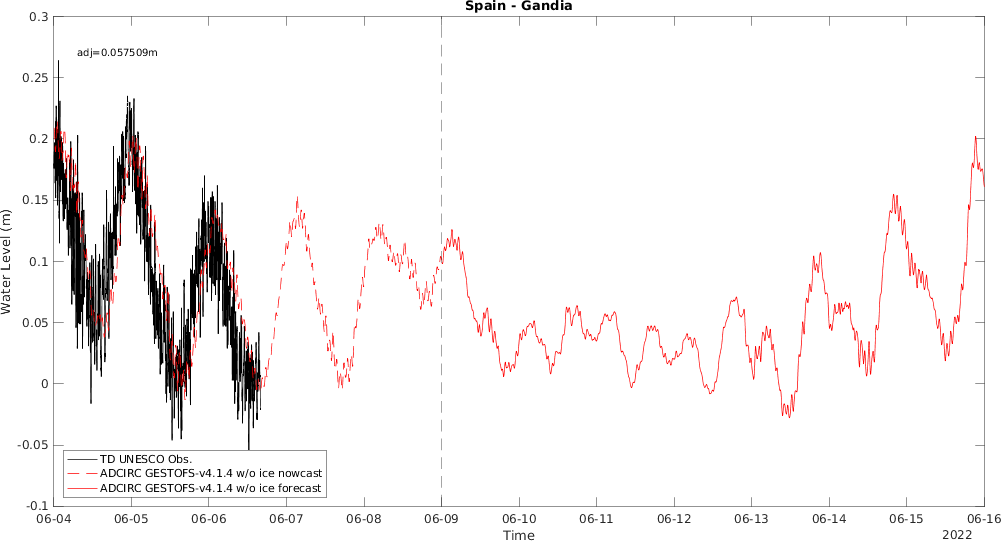 Spain - Gandia
adj=0.057509m
0.3
0.25
0.2
0.15
0.1
0.05
0
-0.05
-0.1
Water Level (m)
TD UNESCO Obs.
ADCIRC GESTOFS-v4.1.4 w/o ice nowcast
ADCIRC GESTOFS-v4.1.4 w/o ice forecast
06-04 06-05 06-06 06-07 06-08 06-09 06-10 06-11 06-12 06-13 06-14 06-15 06-16
Time
2022